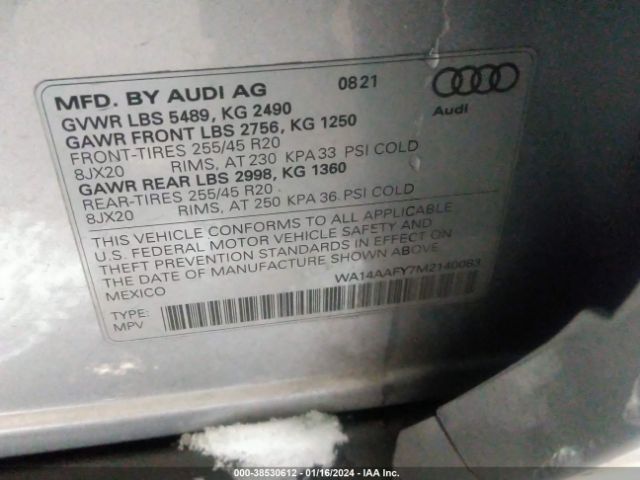 MFD. BY AUDI AG 08 21
GVWR LBS 5489, KG 2490
GAWR FRONT LBS 2756, KG 1250
FRONT-TIRES 255/45 R20
8JX20 RIMS, AT 230 KPA 33 PSI COLD
GAWR REAR LBS 2998, KG 1360
REAR-TIRES 255/45 R20
8JX20 RIMS, AT 250 KPA 36 PSI COLD
Audi
THIS VEHICLE CONFORMS TO ALL APPLICABLE
U.S. FEDERAL MOTOR VEHICLE SAFETY AND
THEFT PREVENTION STANDARDS IN EFFECT ON
THE DATE OF MANUFACTURE SHOWN ABOVE.
MEXICO
WA14AAFY7M2140063
TYPE:
MPV
000-38530612 - 01/16/2024 - IAA Inc.